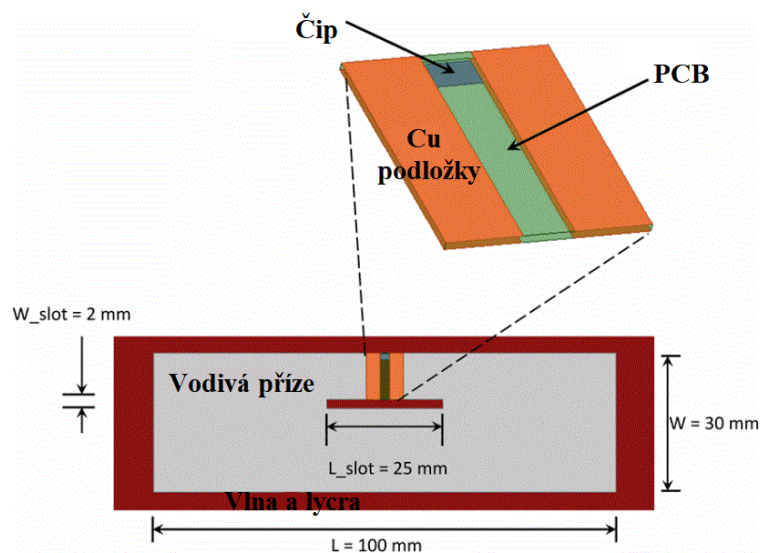 Čip
PCB
Cu
podložky
W_slot = 2 mm
Vodivá příze
W = 30 mm
L_slot = 25 mm
Vlna a lycra
L = 100 mm